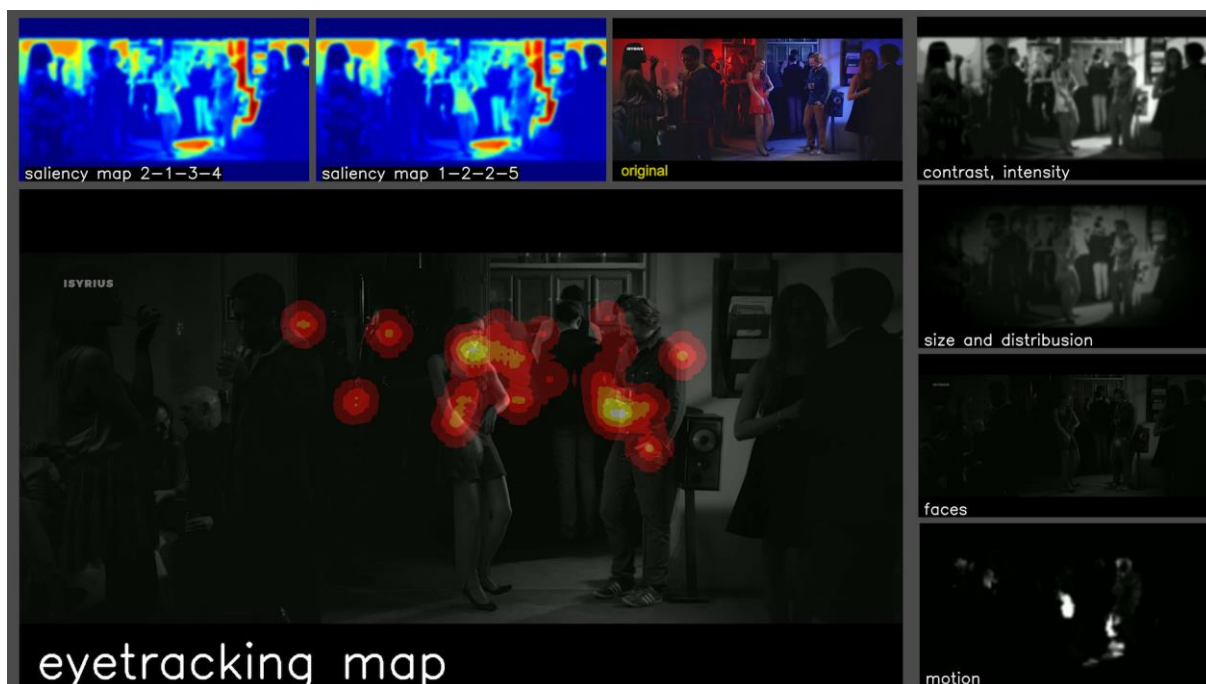 saliency map 2-1-3-4
saliency map 1-2-2-5
ISYRIUS
original
contrast, intensity
ISYRIUS
size and distribusion
faces
motion
eyetracking map